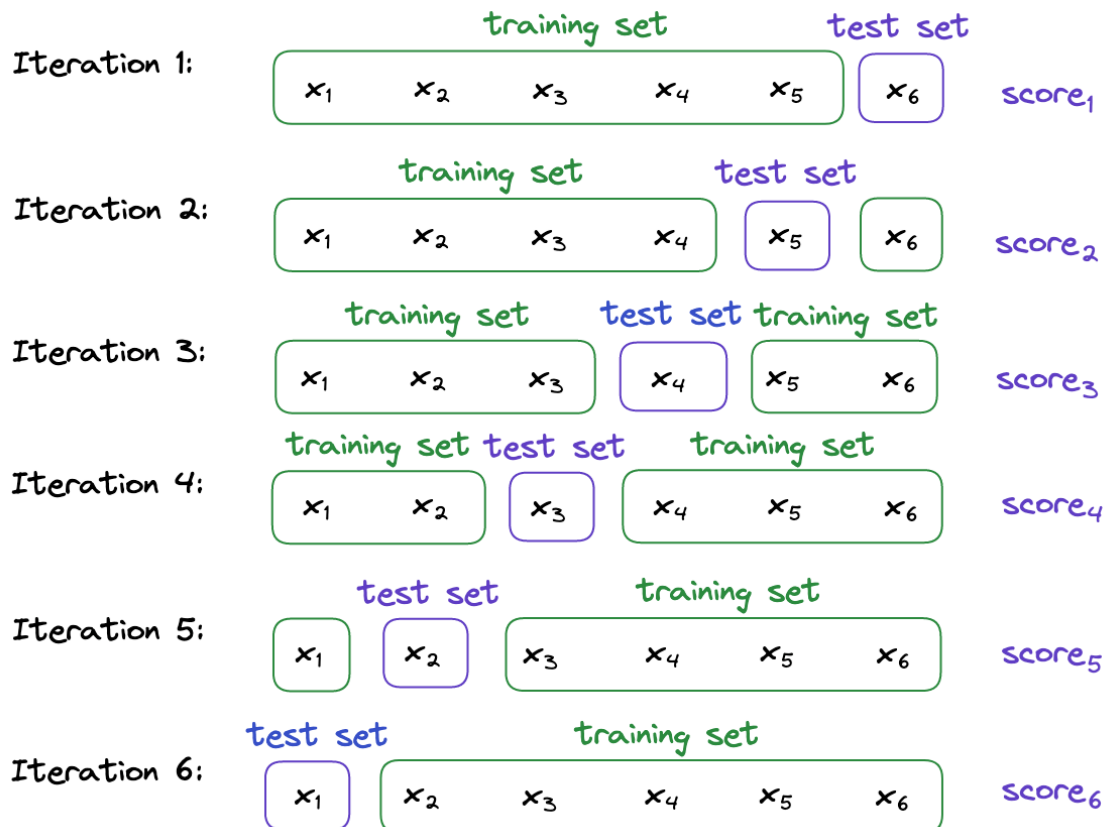 training set test set
Iteration 1: x₁ x₂ x₃ x₄ x₅ x₆ score₁
training set test set
Iteration 2: x₁ x₂ x₃ x₄ x₅ x₆ score₂
training set test set training set
Iteration 3: x₁ x₂ x₃ x₄ x₅ x₆ score₃
training set test set training set
Iteration 4: x₁ x₂ x₃ x₄ x₅ x₆ score₄
test set training set
Iteration 5: x₁ x₂ x₃ x₄ x₅ x₆ score₅
test set training set
Iteration 6: x₁ x₂ x₃ x₄ x₅ x₆ score₆